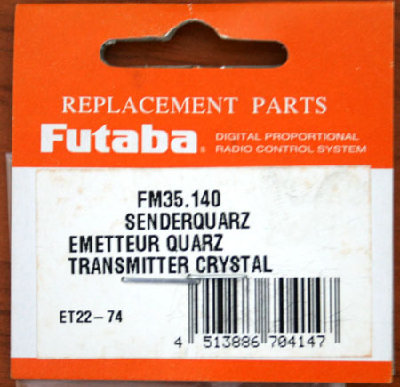 REPLACEMENT PARTS
Futaba®
DIGITAL PROPORTIONAL
RADIO CONTROL SYSTEM
FM35.140
SENDERQUARZ
EMETTEUR QUARZ
TRANSMITTER CRYSTAL
ET22-74
4 513886 704147